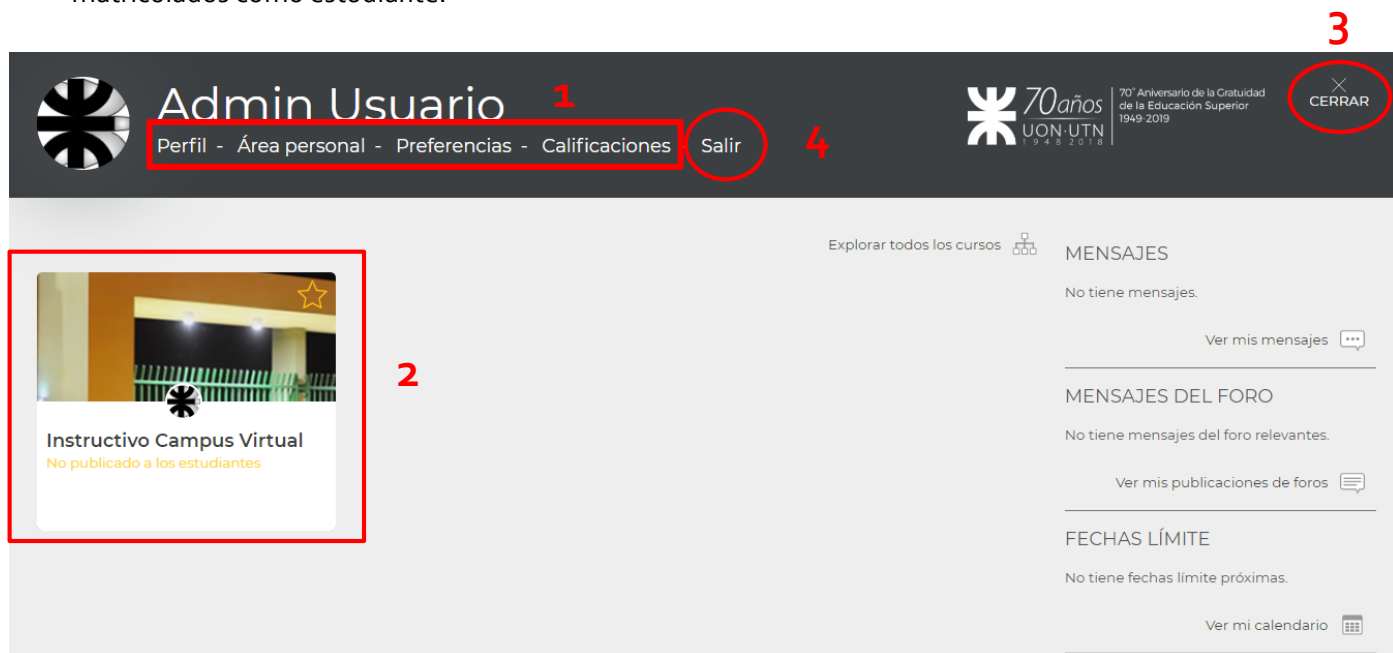 matriculados como estudiante.
3
Admin Usuario
1
Perfil - Área personal - Preferencias - Calificaciones
Salir
4
70 años
UON·UTN
1948 2018
70° Aniversario de la Gratuidad
de la Educación Superior
1949-2019
CERRAR
Explorar todos los cursos
2
Instructivo Campus Virtual
No publicado a los estudiantes
MENSAJES
No tiene mensajes.
Ver mis mensajes
MENSAJES DEL FORO
No tiene mensajes del foro relevantes.
Ver mis publicaciones de foros
FECHAS LÍMITE
No tiene fechas límite próximas.
Ver mi calendario